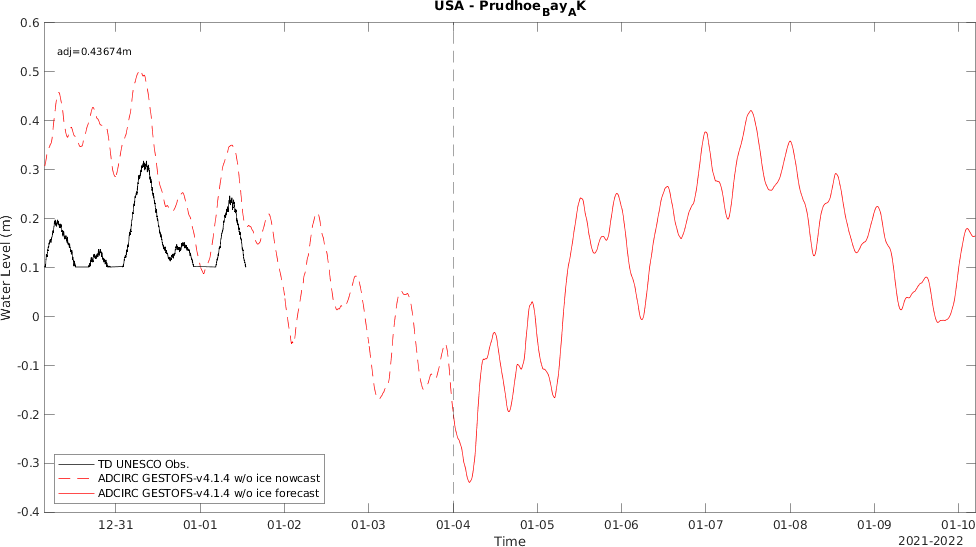 USA - Prudhoe_Bay_AK
adj=0.43674m
0.6
0.5
0.4
0.3
0.2
0.1
0
-0.1
-0.2
-0.3
-0.4
Water Level (m)
TD UNESCO Obs.
ADCIRC GESTOFS-v4.1.4 w/o ice nowcast
ADCIRC GESTOFS-v4.1.4 w/o ice forecast
12-31 01-01 01-02 01-03 01-04 01-05 01-06 01-07 01-08 01-09 01-10
Time
2021-2022